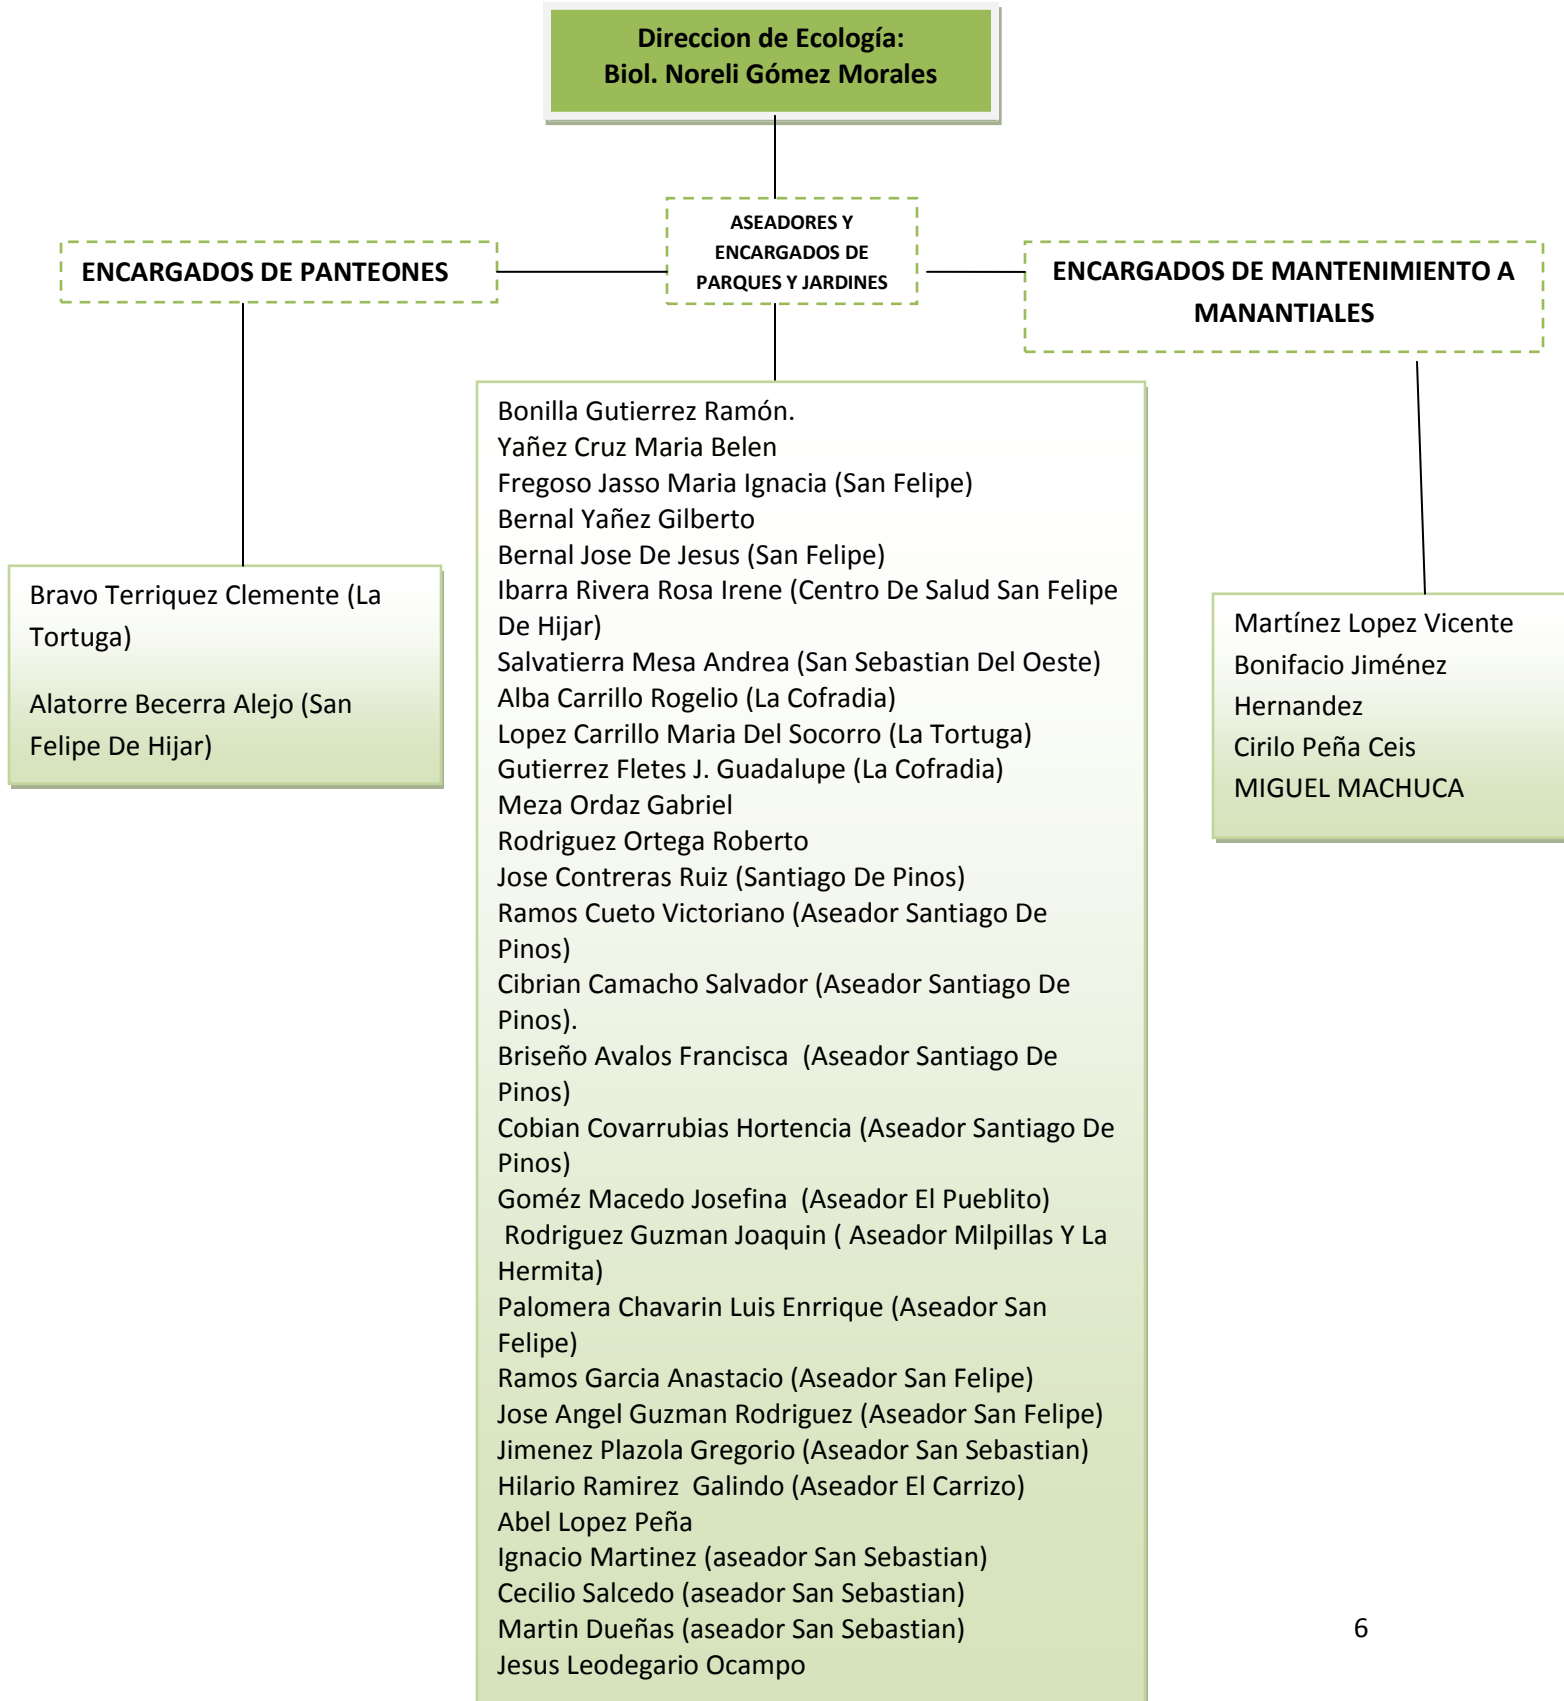 Direccion de Ecología:
Biol. Noreli Gómez Morales
ASEADORES Y
ENCARGADOS DE
PARQUES Y JARDINES
ENCARGADOS DE PANTEONES
ENCARGADOS DE MANTENIMIENTO A
MANANTIALES
Bravo Terriquez Clemente (La
Tortuga)
Alatorre Becerra Alejo (San
Felipe De Hijar)
Bonilla Gutierrez Ramón.
Yañez Cruz Maria Belen
Fregoso Jasso Maria Ignacia (San Felipe)
Bernal Yañez Gilberto
Bernal Jose De Jesus (San Felipe)
Ibarra Rivera Rosa Irene (Centro De Salud San Felipe
De Hijar)
Salvatierra Mesa Andrea (San Sebastian Del Oeste)
Alba Carrillo Rogelio (La Cofradia)
Lopez Carrillo Maria Del Socorro (La Tortuga)
Gutierrez Fletes J. Guadalupe (La Cofradia)
Meza Ordaz Gabriel
Rodriguez Ortega Roberto
Jose Contreras Ruiz (Santiago De Pinos)
Ramos Cueto Victoriano (Aseador Santiago De
Pinos)
Cibrian Camacho Salvador (Aseador Santiago De
Pinos).
Briseño Avalos Francisca  (Aseador Santiago De
Pinos)
Cobian Covarrubias Hortencia (Aseador Santiago De
Pinos)
Goméz Macedo Josefina  (Aseador El Pueblito)
Rodriguez Guzman Joaquin ( Aseador Milpillas Y La
Hermita)
Palomera Chavarin Luis Enrrique (Aseador San
Felipe)
Ramos Garcia Anastacio (Aseador San Felipe)
Jose Angel Guzman Rodriguez (Aseador San Felipe)
Jimenez Plazola Gregorio (Aseador San Sebastian)
Hilario Ramirez  Galindo (Aseador El Carrizo)
Abel Lopez Peña
Ignacio Martinez (aseador San Sebastian)
Cecilio Salcedo (aseador San Sebastian)
Martin Dueñas (aseador San Sebastian)
Jesus Leodegario Ocampo
Martínez Lopez Vicente
Bonifacio Jiménez
Hernandez
Cirilo Peña Ceis
MIGUEL MACHUCA
6